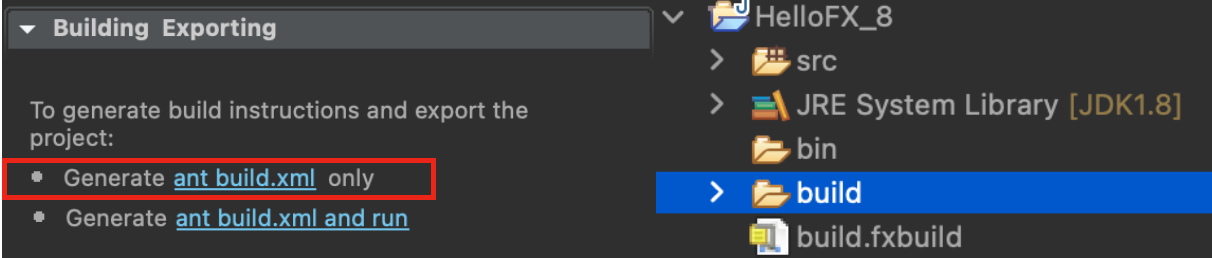 Building Exporting
To generate build instructions and export the
project:
Generate ant build.xml only
Generate ant build.xml and run
HelloFX_8
src
JRE System Library [JDK1.8]
bin
build
build.fxbuild